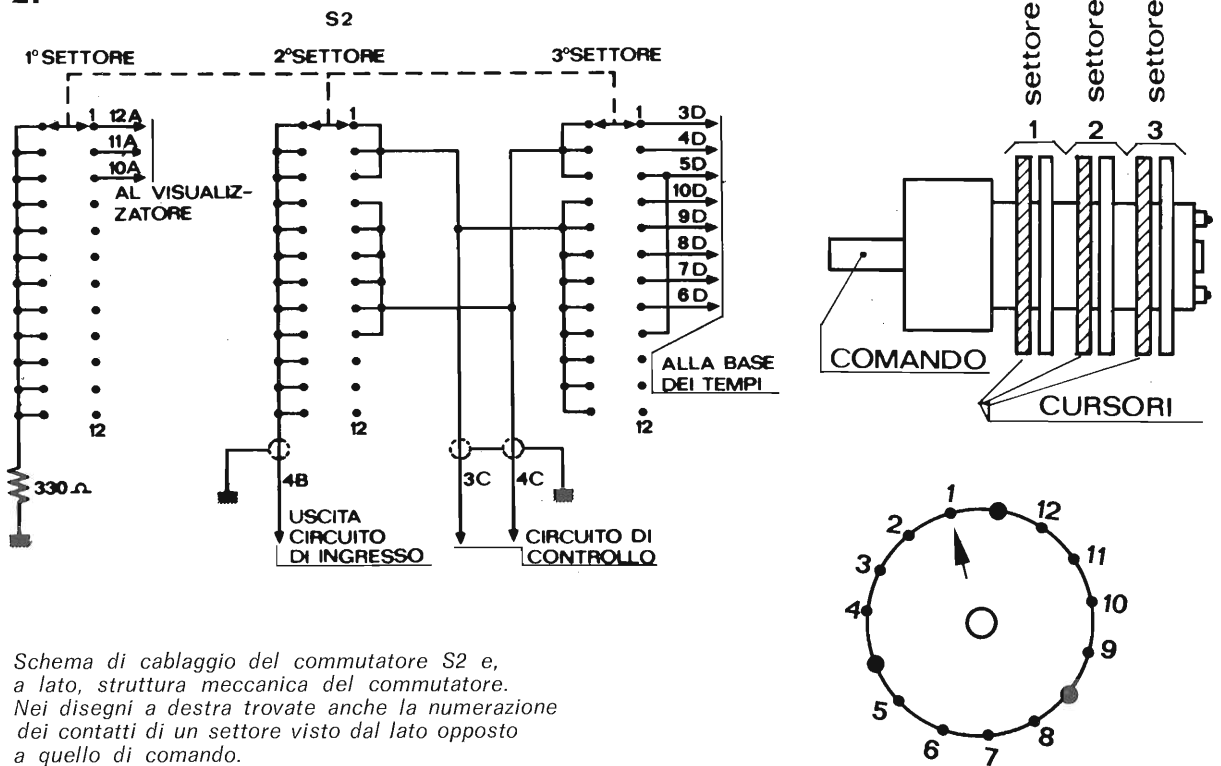 S2
1° SETTORE
2° SETTORE
3° SETTORE
1
12A
11A
10A
AL VISUALIZ-
ZATORE
12
330 Ω
1
12
4B
USCITA
CIRCUITO
DI INGRESSO
3C
4C
CIRCUITO DI
CONTROLLO
1
3D
4D
5D
10D
9D
8D
7D
6D
12
ALLA BASE
DEI TEMPI
settore
settore
settore
1
2
3
COMANDO
CURSORI
1
2
3
4
5
6
7
8
9
10
11
12
Schema di cablaggio del commutatore S2 e,
a lato, struttura meccanica del commutatore.
Nei disegni a destra trovate anche la numerazione
dei contatti di un settore visto dal lato opposto
a quello di comando.